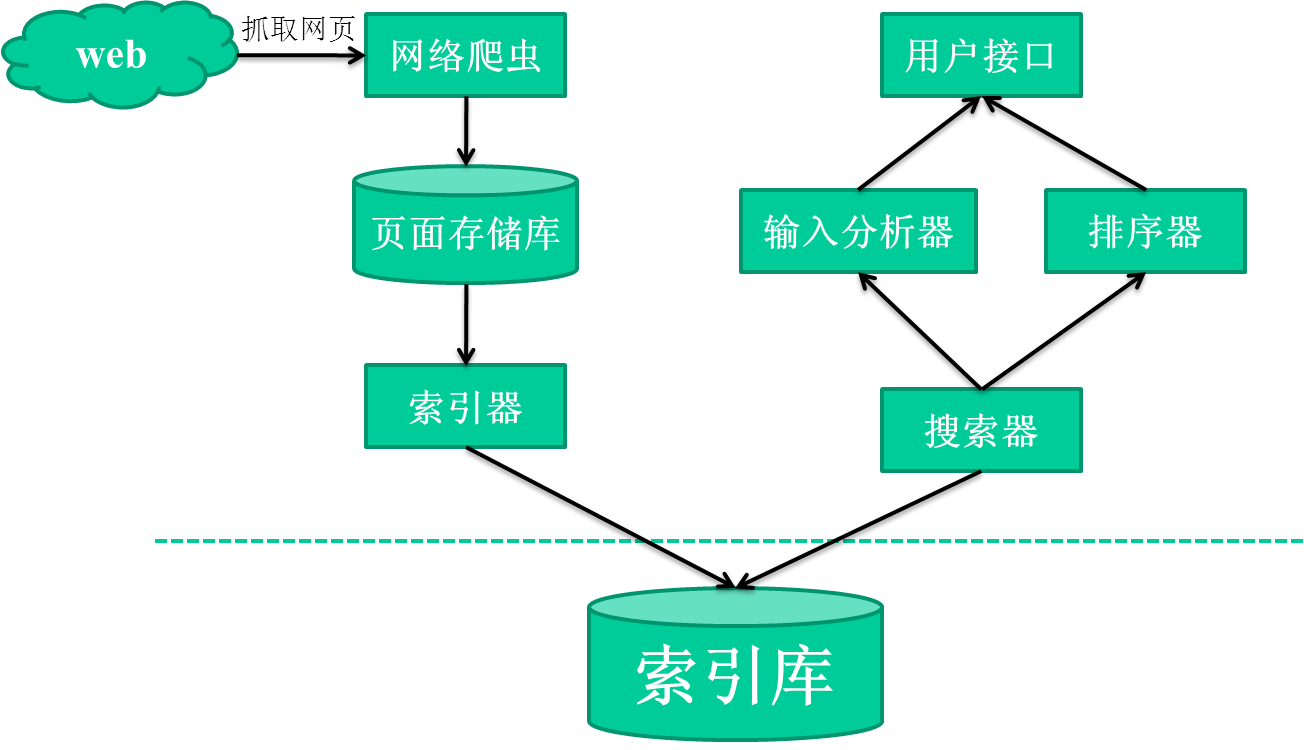 web
抓取网页
网络爬虫
用户接口
页面存储库
输入分析器
排序器
索引器
搜索器
索引库